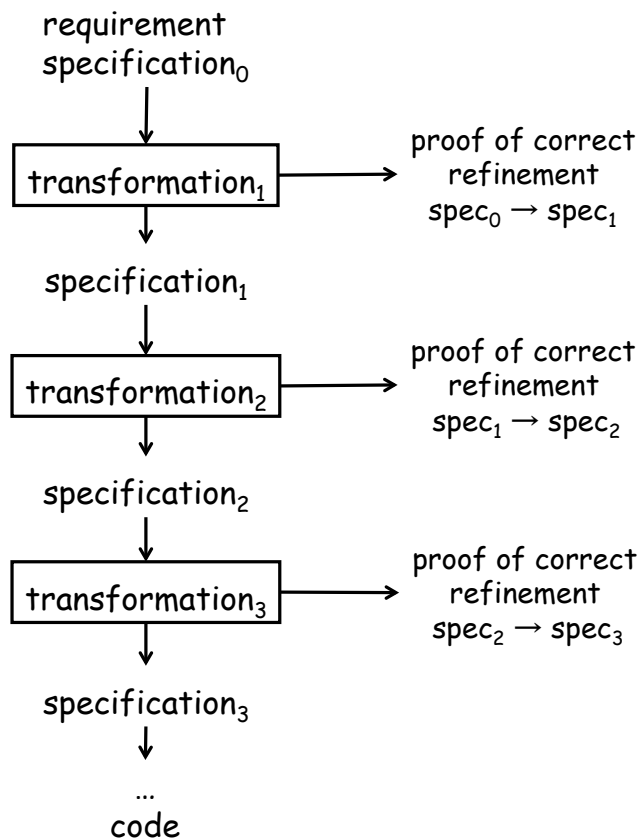 requirement
specification₀
transformation₁
proof of correct
refinement
spec₀ → spec₁
specification₁
transformation₂
proof of correct
refinement
spec₁ → spec₂
specification₂
transformation₃
proof of correct
refinement
spec₂ → spec₃
specification₃
...
code